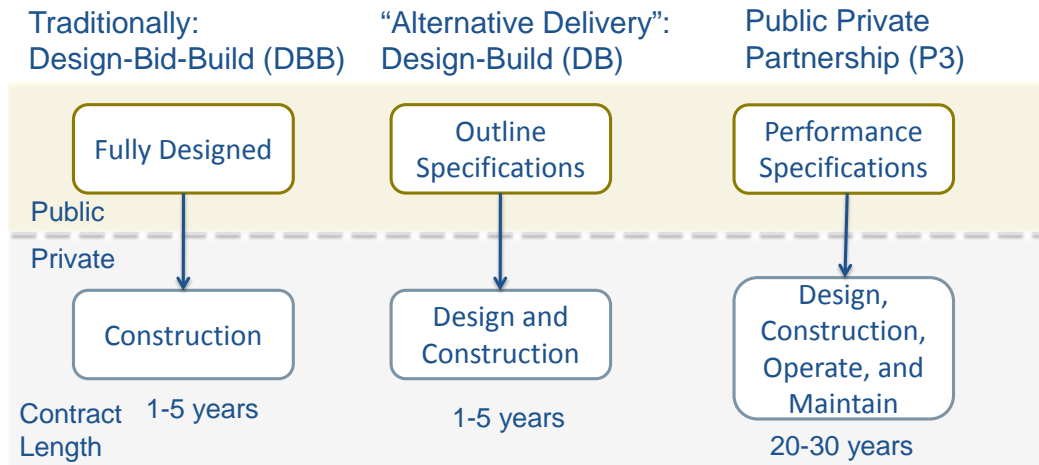 Traditionally:
Design-Bid-Build (DBB)
“Alternative Delivery”:
Design-Build (DB)
Public Private
Partnership (P3)
Fully Designed
Outline
Specifications
Performance
Specifications
Public
Private
Construction
Design and
Construction
Design,
Construction,
Operate, and
Maintain
Contract
Length
1-5 years
1-5 years
20-30 years